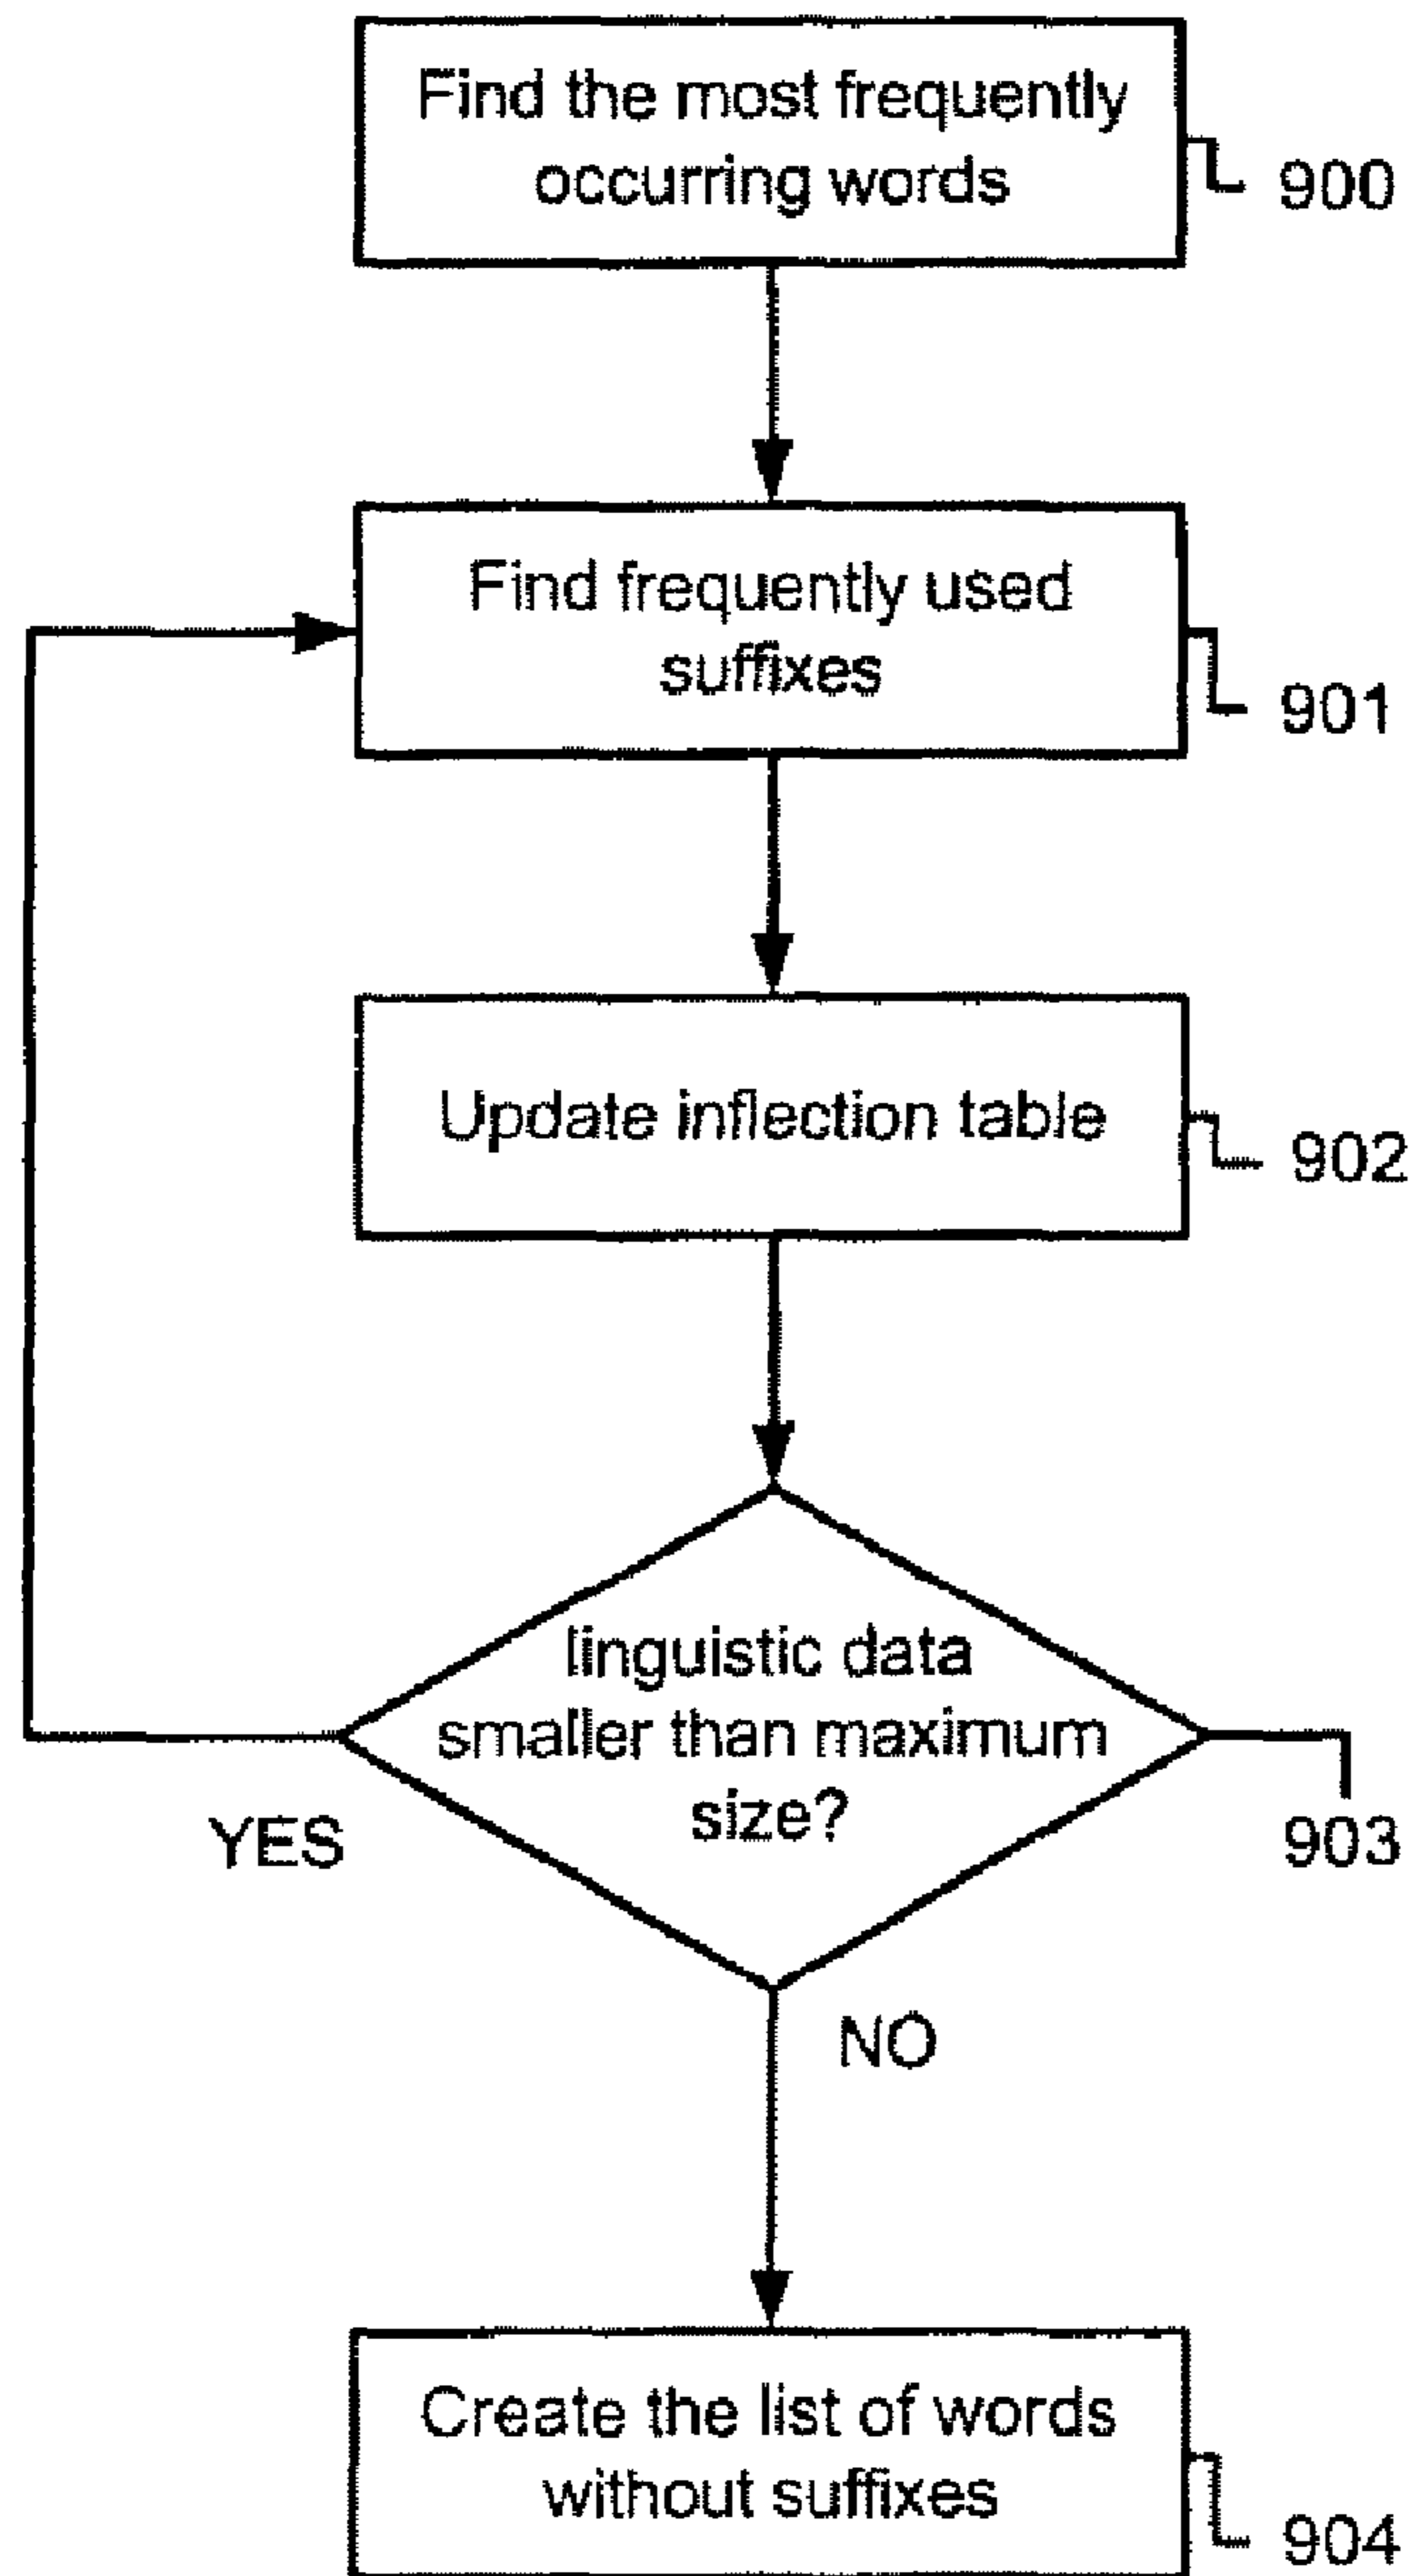 Find the most frequently
occurring words
900
Find frequently used
suffixes
901
Update inflection table
902
linguistic data
smaller than maximum
size?
903
YES
NO
Create the list of words
without suffixes
904